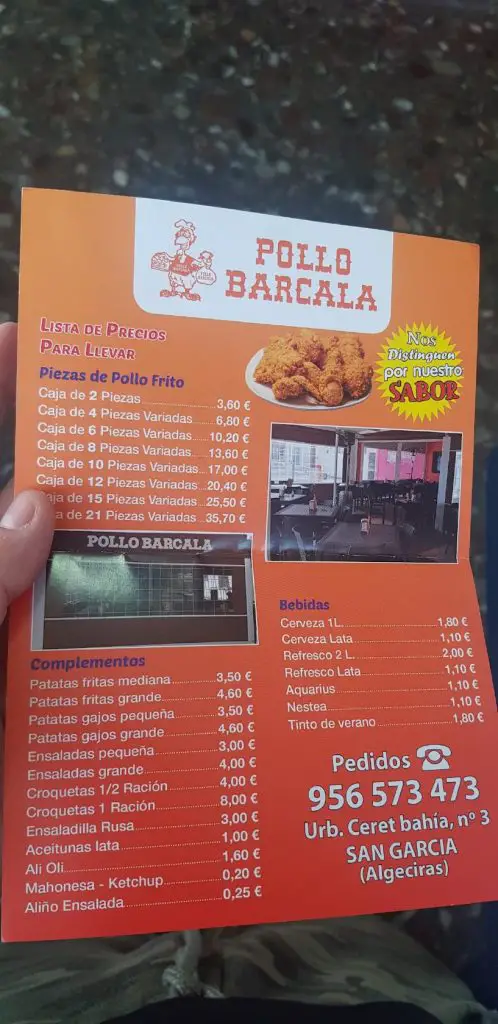 POLLO
BARCALA
LISTA DE PRECIOS
PARA LLEVAR
Nos
Distinguen
por nuestro
SABOR
Piezas de Pollo Frito
Caja de 2 Piezas 3,60 €
Caja de 4 Piezas Variadas 6,80 €
Caja de 6 Piezas Variadas 10,20 €
Caja de 8 Piezas Variadas 13,60 €
Caja de 10 Piezas Variadas 17,00 €
Caja de 12 Piezas Variadas 20,40 €
aja de 15 Piezas Variadas 25,50 €
a de 21 Piezas Variadas 35,70 €
POLLO BARCALA
Complementos
Patatas fritas mediana 3,50 €
Patatas fritas grande 4,60 €
Patatas gajos pequeña 3,50 €
Patatas gajos grande 4,60 €
Ensaladas pequeña 3,00 €
Ensaladas grande 4,00 €
Croquetas 1/2 Ración 4,00 €
Croquetas 1 Ración 8,00 €
Ensaladilla Rusa 3,00 €
Aceitunas lata 1,00 €
Ali Oli 1,60 €
Mahonesa - Ketchup 0,20 €
Aliño Ensalada 0,25 €
Bebidas
Cerveza 1L. 1,80 €
Cerveza Lata 1,10 €
Refresco 2 L. 2,00 €
Refresco Lata 1,10 €
Aquarius 1,10 €
Nestea 1,10 €
Tinto de verano 1,80 €
Pedidos
956 573 473
Urb. Ceret bahia, nº 3
SAN GARCIA
(Algeciras)